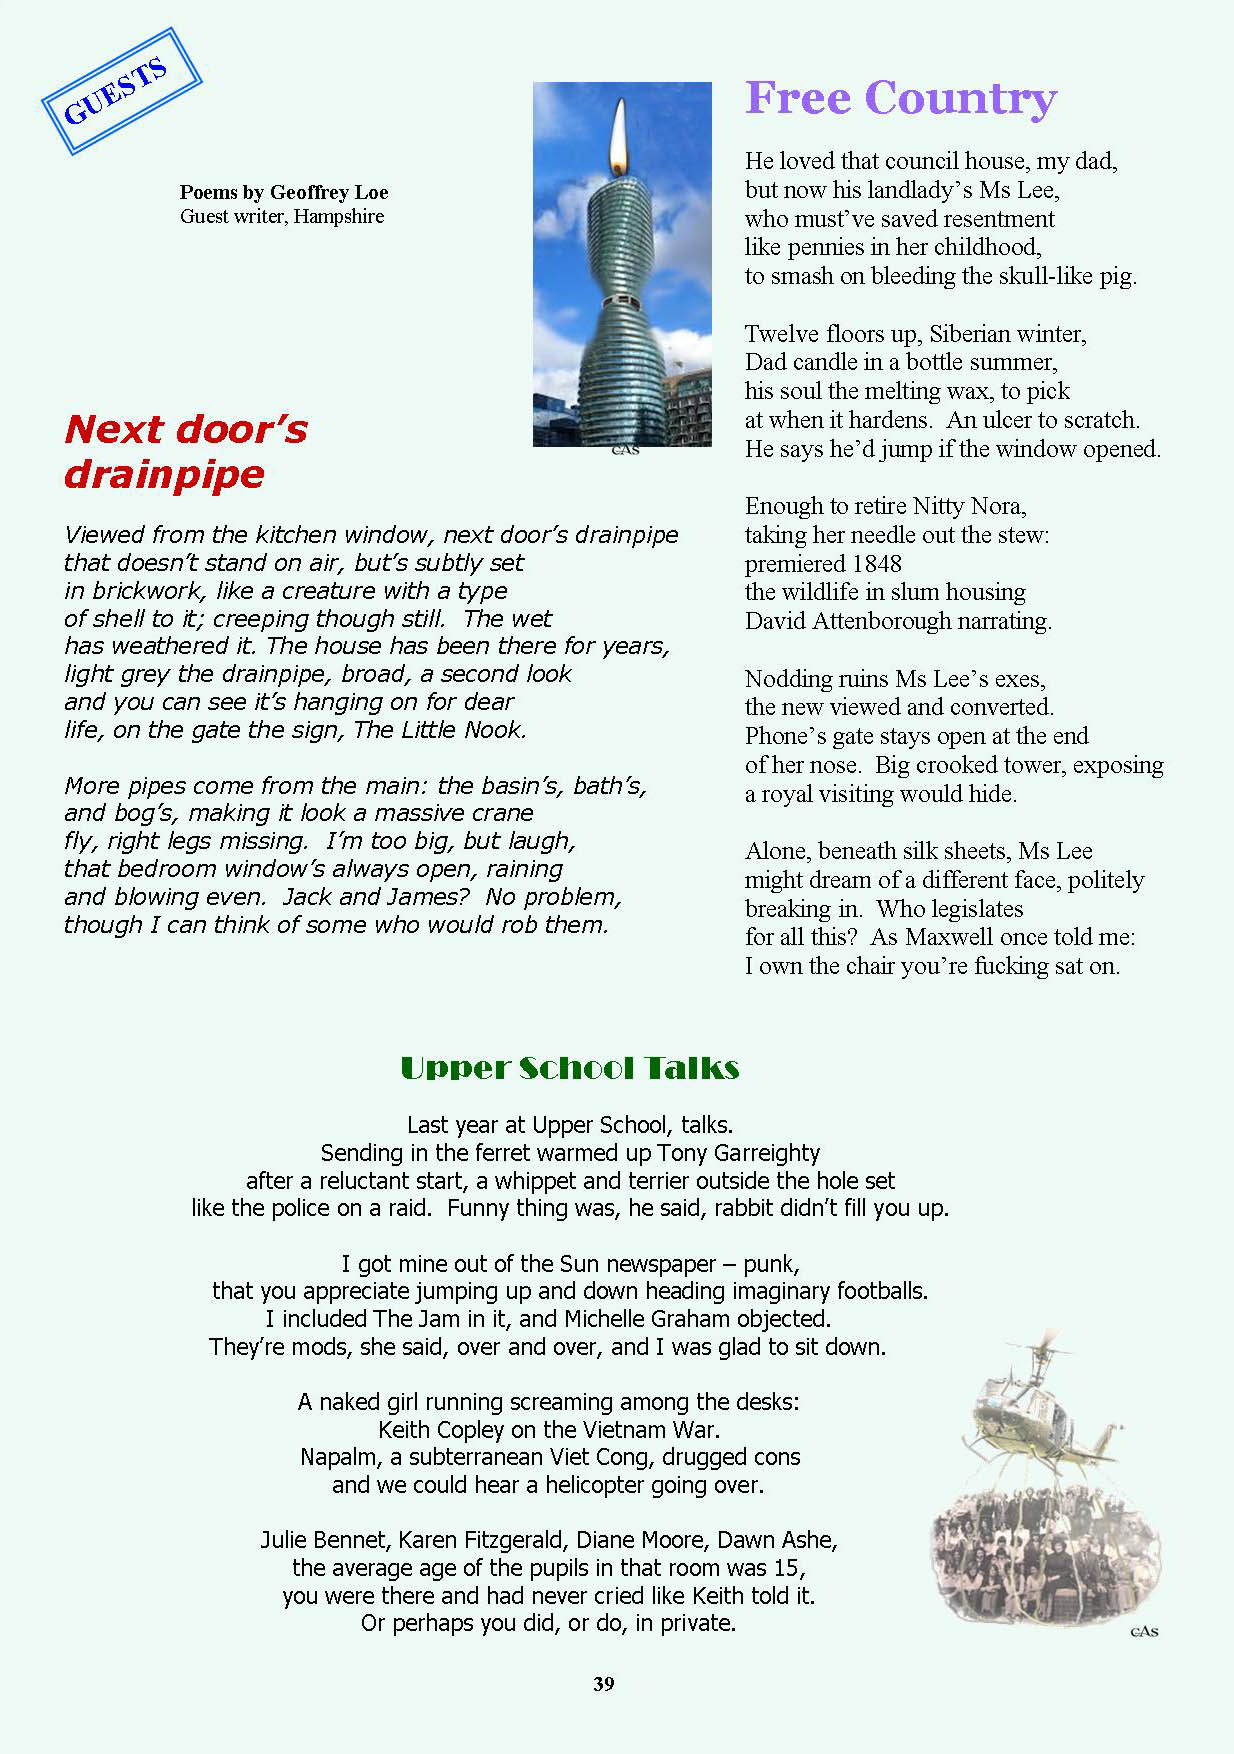 GUESTS
Poems by Geoffrey Loe
Guest writer, Hampshire
Next door’s
drainpipe
Viewed from the kitchen window, next door’s drainpipe
that doesn’t stand on air, but’s subtly set
in brickwork, like a creature with a type
of shell to it; creeping though still.  The wet
has weathered it. The house has been there for years,
light grey the drainpipe, broad, a second look
and you can see it’s hanging on for dear
life, on the gate the sign, The Little Nook.
More pipes come from the main: the basin’s, bath’s,
and bog’s, making it look a massive crane
fly, right legs missing.  I’m too big, but laugh,
that bedroom window’s always open, raining
and blowing even.  Jack and James?  No problem,
though I can think of some who would rob them.
CAS
Free Country
He loved that council house, my dad,
but now his landlady’s Ms Lee,
who must’ve saved resentment
like pennies in her childhood,
to smash on bleeding the skull-like pig.
Twelve floors up, Siberian winter,
Dad candle in a bottle summer,
his soul the melting wax, to pick
at when it hardens.  An ulcer to scratch.
He says he’d jump if the window opened.
Enough to retire Nitty Nora,
taking her needle out the stew:
premiered 1848
the wildlife in slum housing
David Attenborough narrating.
Nodding ruins Ms Lee’s exes,
the new viewed and converted.
Phone’s gate stays open at the end
of her nose.  Big crooked tower, exposing
a royal visiting would hide.
Alone, beneath silk sheets, Ms Lee
might dream of a different face, politely
breaking in.  Who legislates
for all this?  As Maxwell once told me:
I own the chair you’re fucking sat on.
Upper School Talks
Last year at Upper School, talks.
Sending in the ferret warmed up Tony Garreighty
after a reluctant start, a whippet and terrier outside the hole set
like the police on a raid.  Funny thing was, he said, rabbit didn’t fill you up.
I got mine out of the Sun newspaper – punk,
that you appreciate jumping up and down heading imaginary footballs.
I included The Jam in it, and Michelle Graham objected.
They’re mods, she said, over and over, and I was glad to sit down.
A naked girl running screaming among the desks:
Keith Copley on the Vietnam War.
Napalm, a subterranean Viet Cong, drugged cons
and we could hear a helicopter going over.
Julie Bennet, Karen Fitzgerald, Diane Moore, Dawn Ashe,
the average age of the pupils in that room was 15,
you were there and had never cried like Keith told it.
Or perhaps you did, or do, in private.
CAS
39